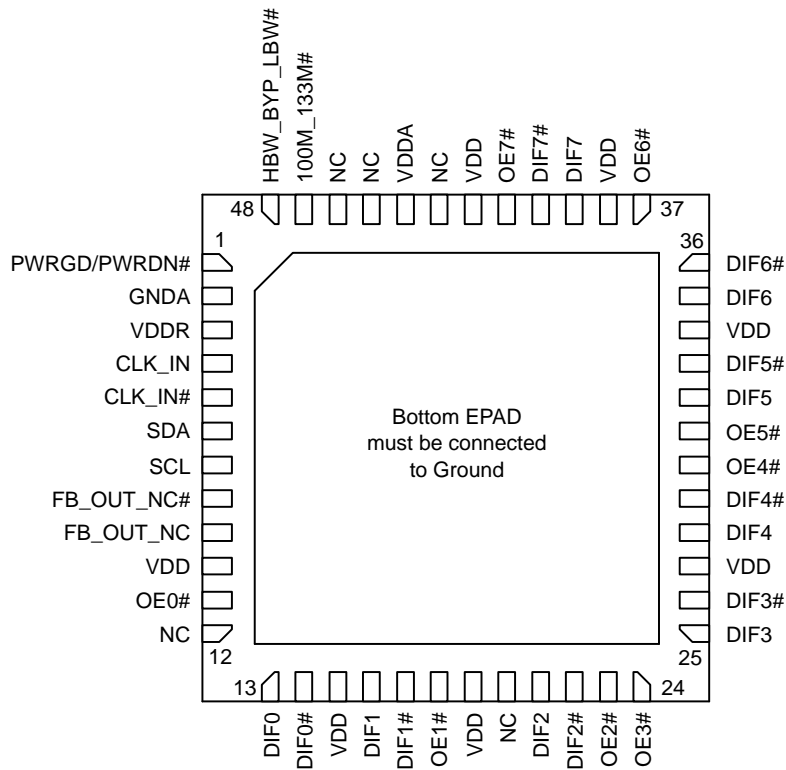 HBW_BYP_LBW#
100M_133M#
NC
NC
VDDA
NC
VDD
OE7#
DIF7#
DIF7
VDD
OE6#
48
37
1
36
PWRGD/PWRDN#
GNDA
VDDR
CLK_IN
CLK_IN#
SDA
SCL
FB_OUT_NC#
FB_OUT_NC
VDD
OE0#
NC
Bottom EPAD
must be connected
to Ground
DIF6#
DIF6
VDD
DIF5#
DIF5
OE5#
OE4#
DIF4#
DIF4
VDD
DIF3#
DIF3
12
25
13
24
DIF0
DIF0#
VDD
DIF1
DIF1#
OE1#
VDD
NC
DIF2
DIF2#
OE2#
OE3#